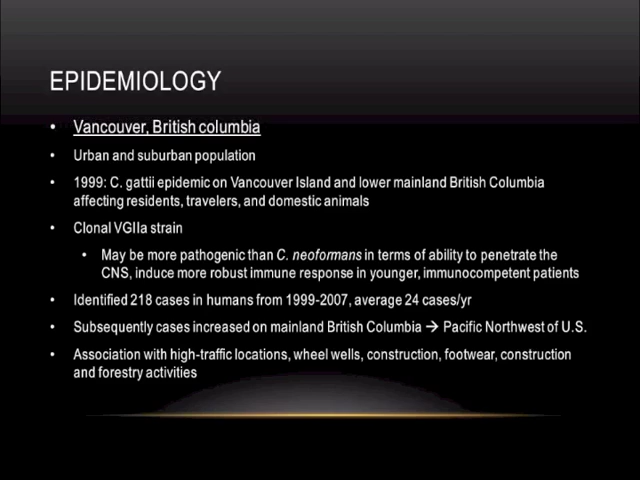 EPIDEMIOLOGY
• Vancouver, British columbia
• Urban and suburban population
• 1999: C. gattii epidemic on Vancouver Island and lower mainland British Columbia
affecting residents, travelers, and domestic animals
• Clonal VGIIa strain
• May be more pathogenic than C. neoformans in terms of ability to penetrate the
CNS, induce more robust immune response in younger, immunocompetent patients
• Identified 218 cases in humans from 1999-2007, average 24 cases/yr
• Subsequently cases increased on mainland British Columbia → Pacific Northwest of U.S.
• Association with high-traffic locations, wheel wells, construction, footwear, construction
and forestry activities